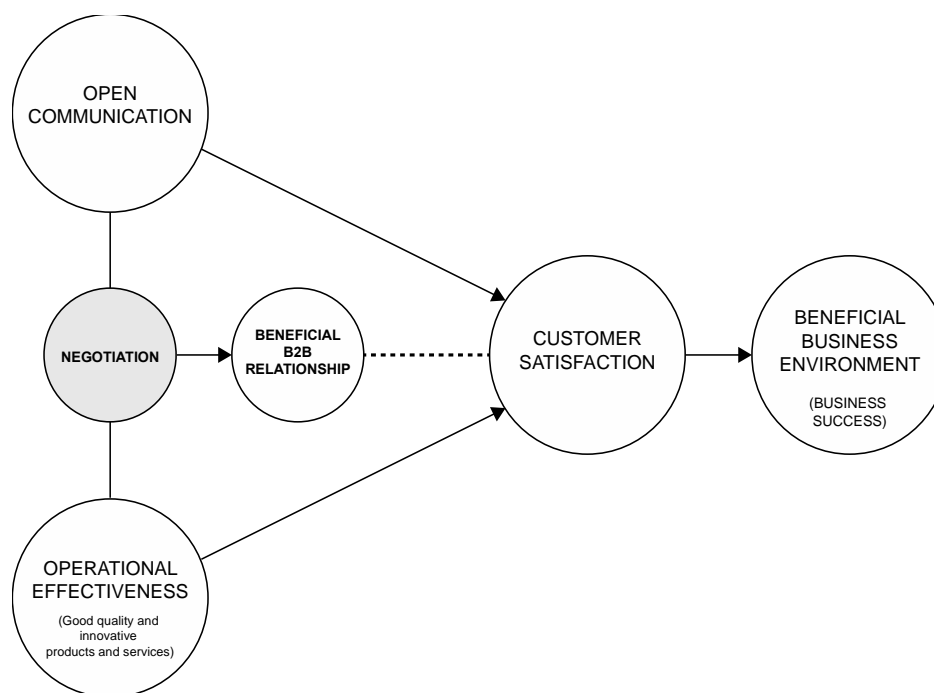 OPEN
COMMUNICATION
NEGOTIATION
BENEFICIAL
B2B
RELATIONSHIP
CUSTOMER
SATISFACTION
BENEFICIAL
BUSINESS
ENVIRONMENT
(BUSINESS
SUCCESS)
OPERATIONAL
EFFECTIVENESS
(Good quality and
innovative
products and services)